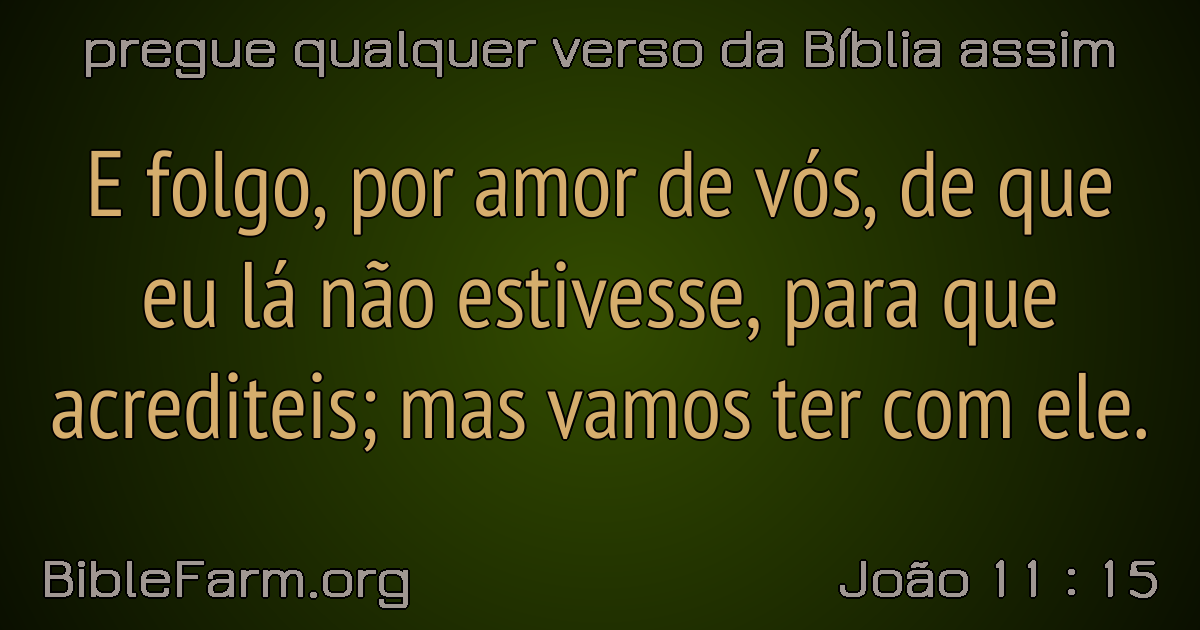 pregue qualquer verso da Bíblia assim
E folgo, por amor de vós, de que
eu lá não estivesse, para que
acrediteis; mas vamos ter com ele.
BibleFarm.org
João 11 : 15